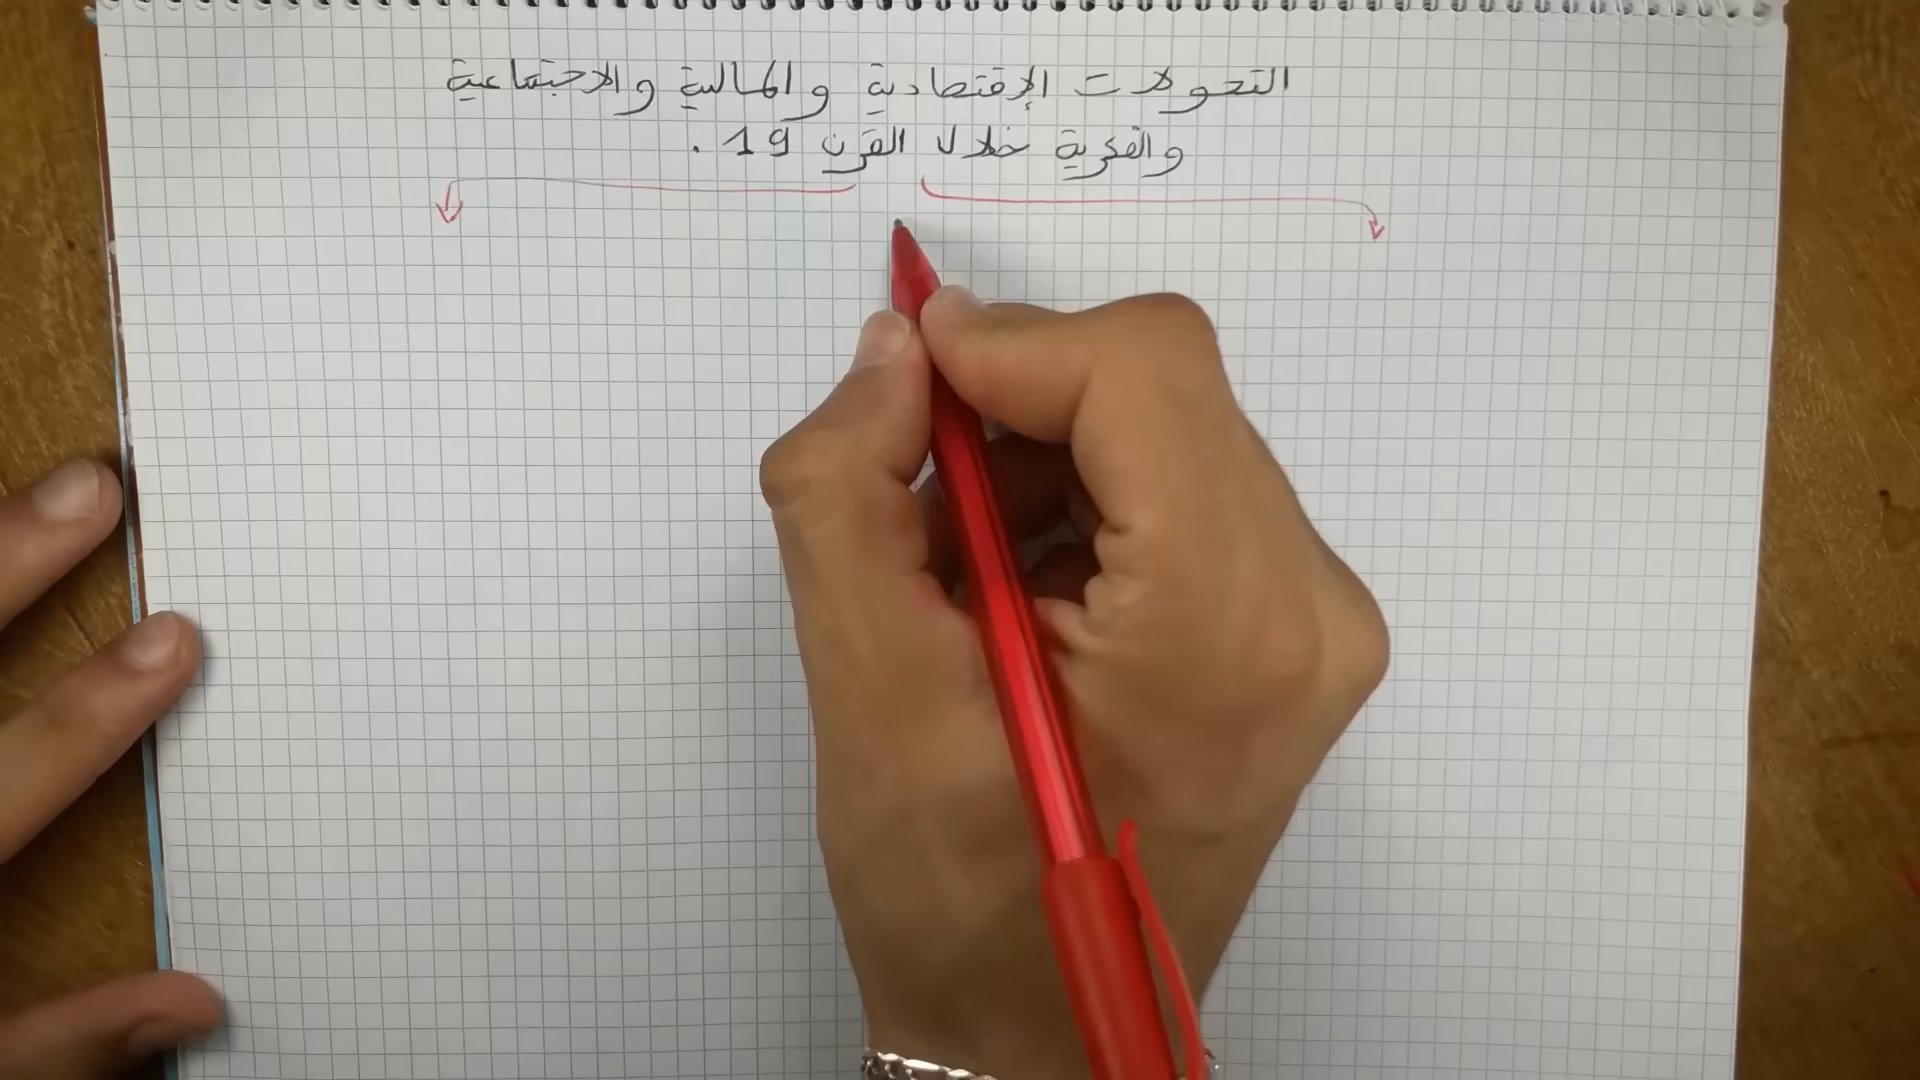 التحولات الإقتصادية والمالية والاجتماعية
والفكرية خلال القرن 19 .